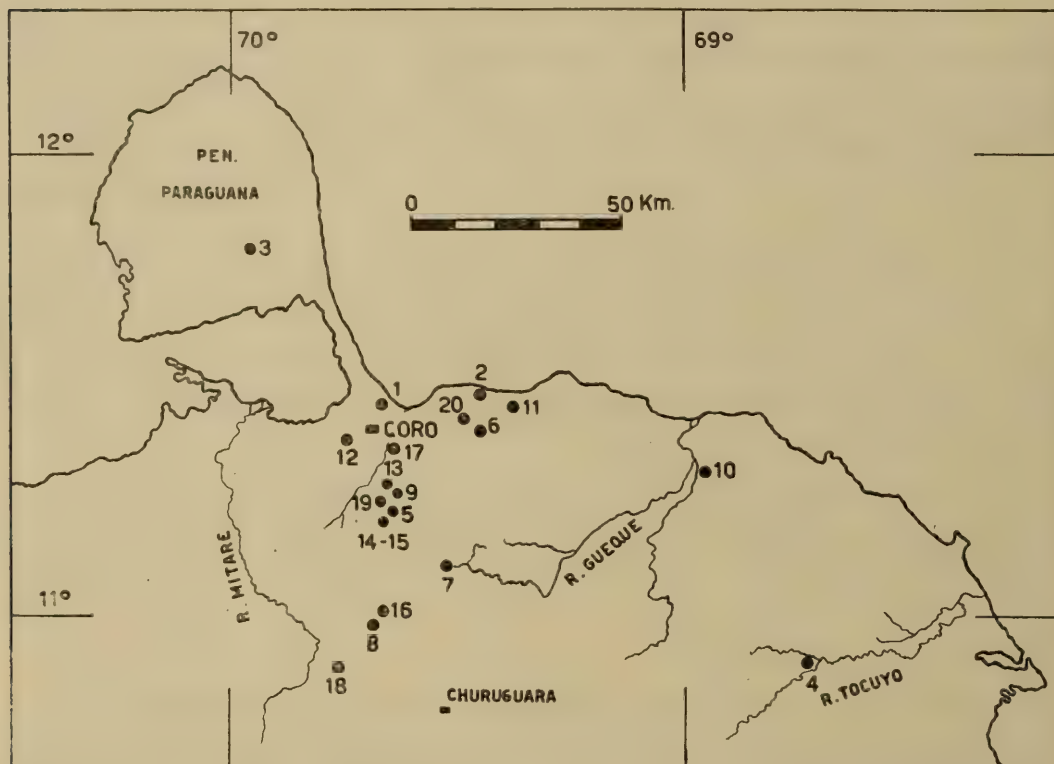 70°
69°
12°
PEN.
PARAGUANA
0 50 Km.
3
1
2
20
11
6
CORO
12
17
13
9
19
5
14-15
10
7
R. GUEQUE
R. MITARE
11°
16
8
18
4
R. TOCUYO
CHURUGUARA